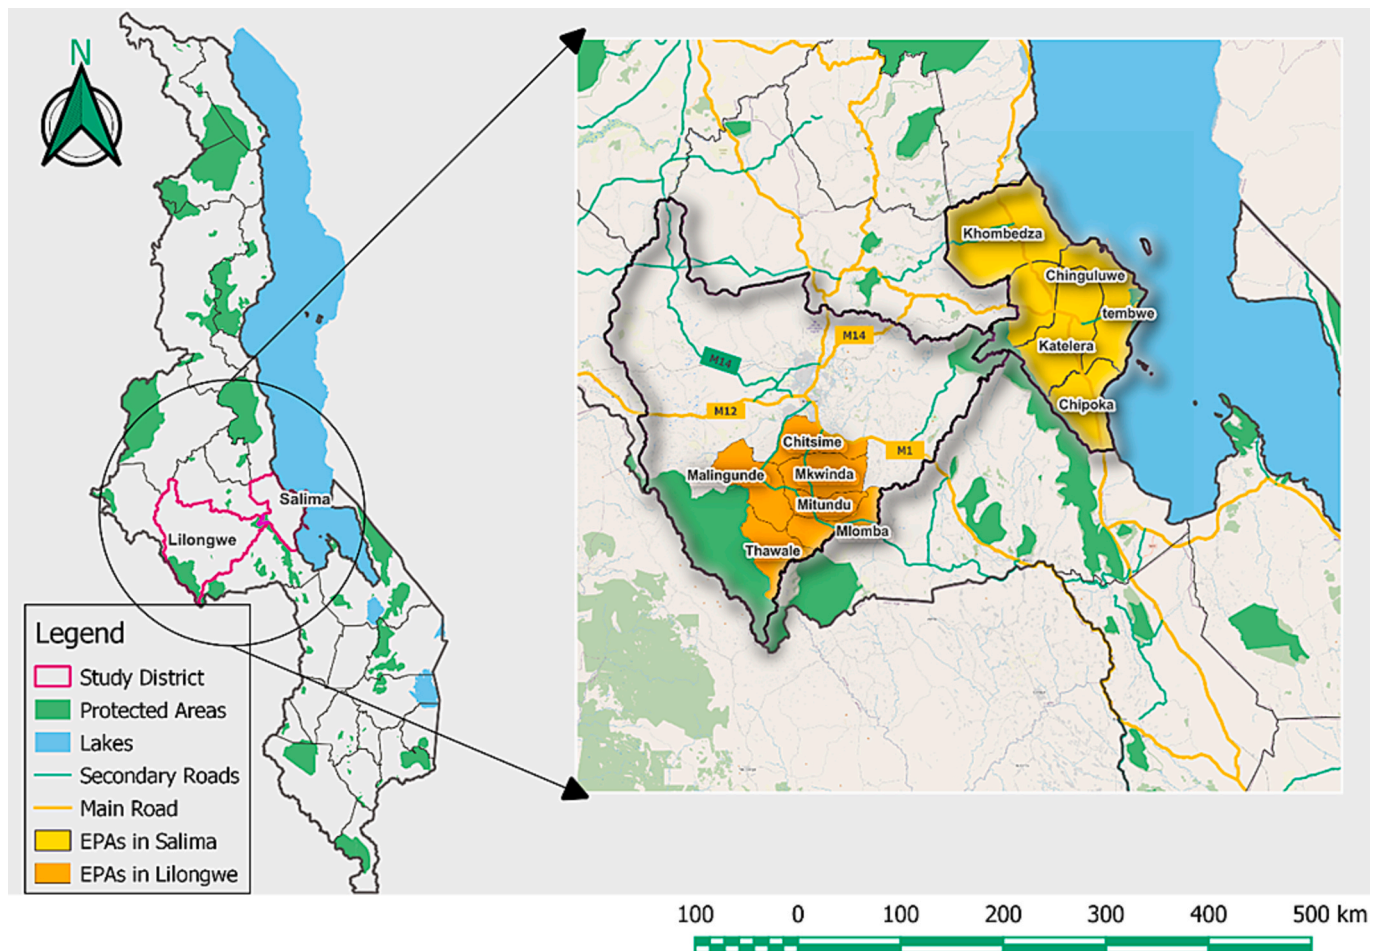 N
Khombedza
Chinguluwe
tembwe
Katelera
Chipoka
M14
M14
M12
M1
Chitsime
Malingunde
Mkwinda
Mitundu
Mlomba
Thawale
Salima
Lilongwe
Legend
Study District
Protected Areas
Lakes
Secondary Roads
Main Road
EPAs in Salima
EPAs in Lilongwe
100 0 100 200 300 400 500 km